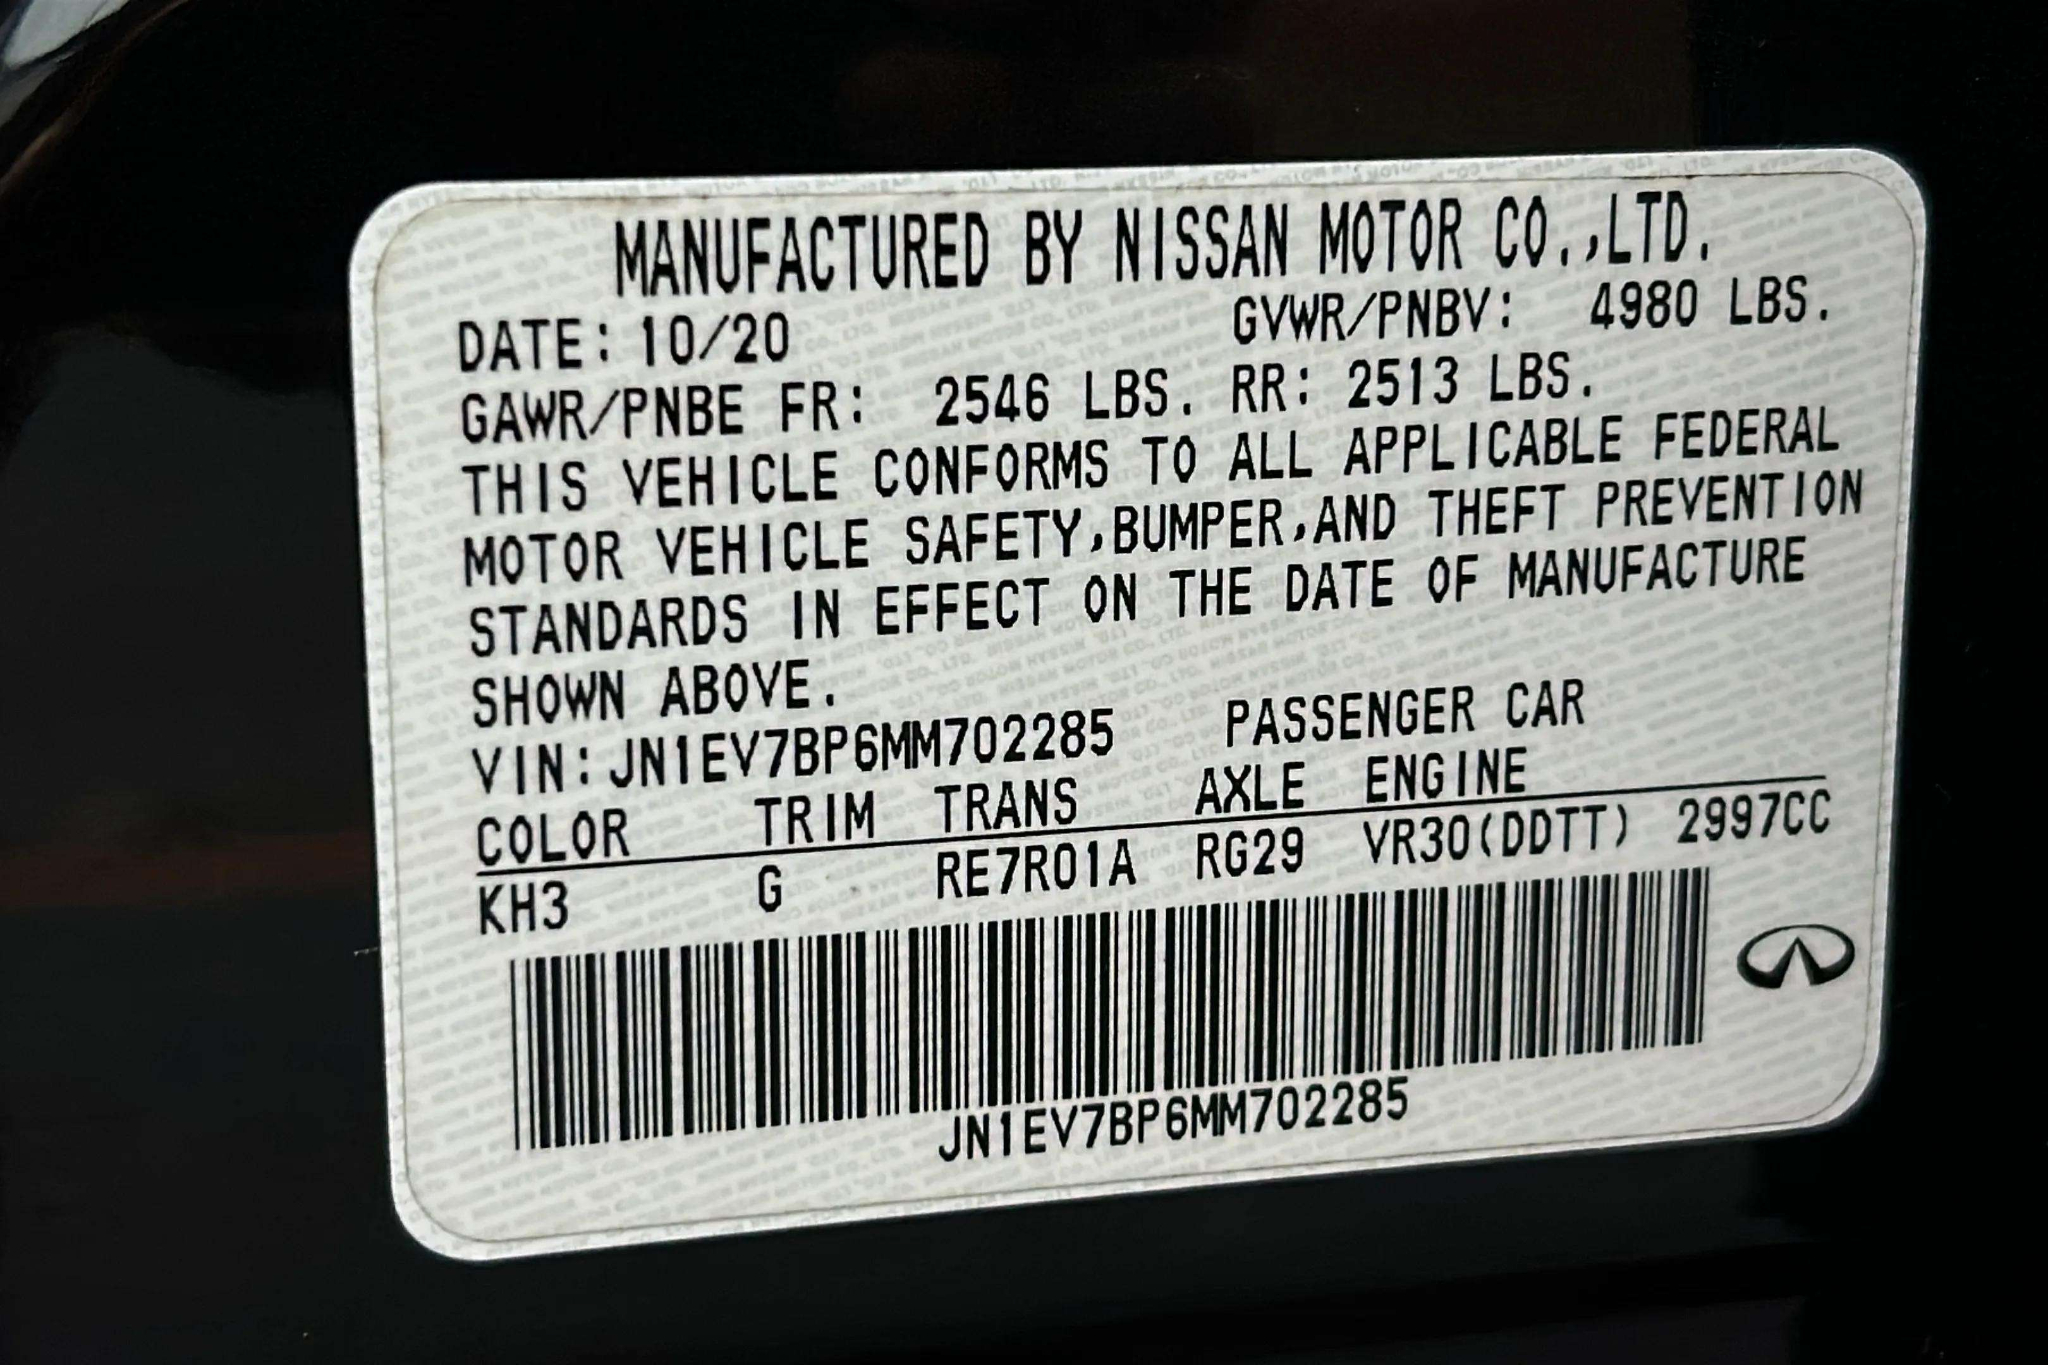 MANUFACTURED BY NISSAN MOTOR CO.,LTD.
DATE: 10/20 GVWR/PNBV: 4980 LBS.
GAWR/PNBE FR: 2546 LBS. RR: 2513 LBS.
THIS VEHICLE CONFORMS TO ALL APPLICABLE FEDERAL
MOTOR VEHICLE SAFETY,BUMPER,AND THEFT PREVENTION
STANDARDS IN EFFECT ON THE DATE OF MANUFACTURE
SHOWN ABOVE.
VIN:JN1EV7BP6MM702285 PASSENGER CAR
COLOR TRIM TRANS AXLE ENGINE
KH3 G RE7R01A RG29 VR30(DDTT) 2997CC
JN1EV7BP6MM702285